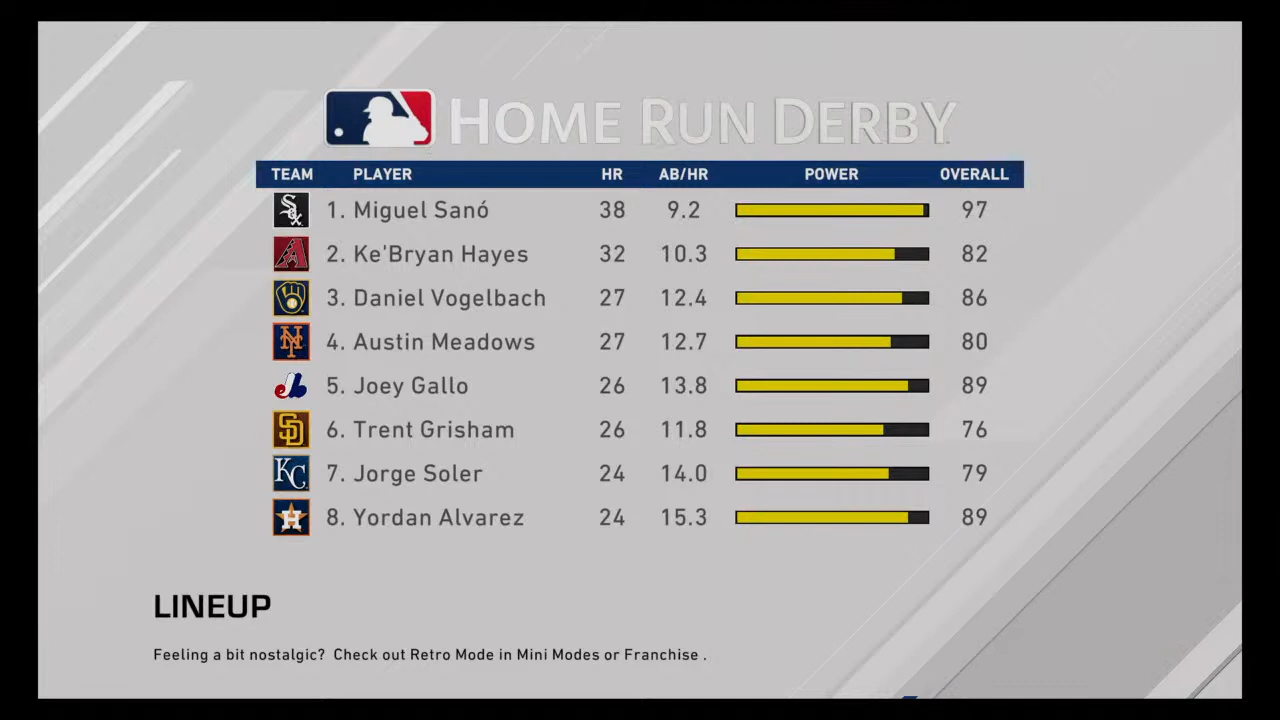 HOME RUN DERBY
TEAM PLAYER HR AB/HR POWER OVERALL
1. Miguel Sanó 38 9.2 97
2. Ke'Bryan Hayes 32 10.3 82
3. Daniel Vogelbach 27 12.4 86
4. Austin Meadows 27 12.7 80
5. Joey Gallo 26 13.8 89
6. Trent Grisham 26 11.8 76
7. Jorge Soler 24 14.0 79
8. Yordan Alvarez 24 15.3 89
LINEUP
Feeling a bit nostalgic? Check out Retro Mode in Mini Modes or Franchise .